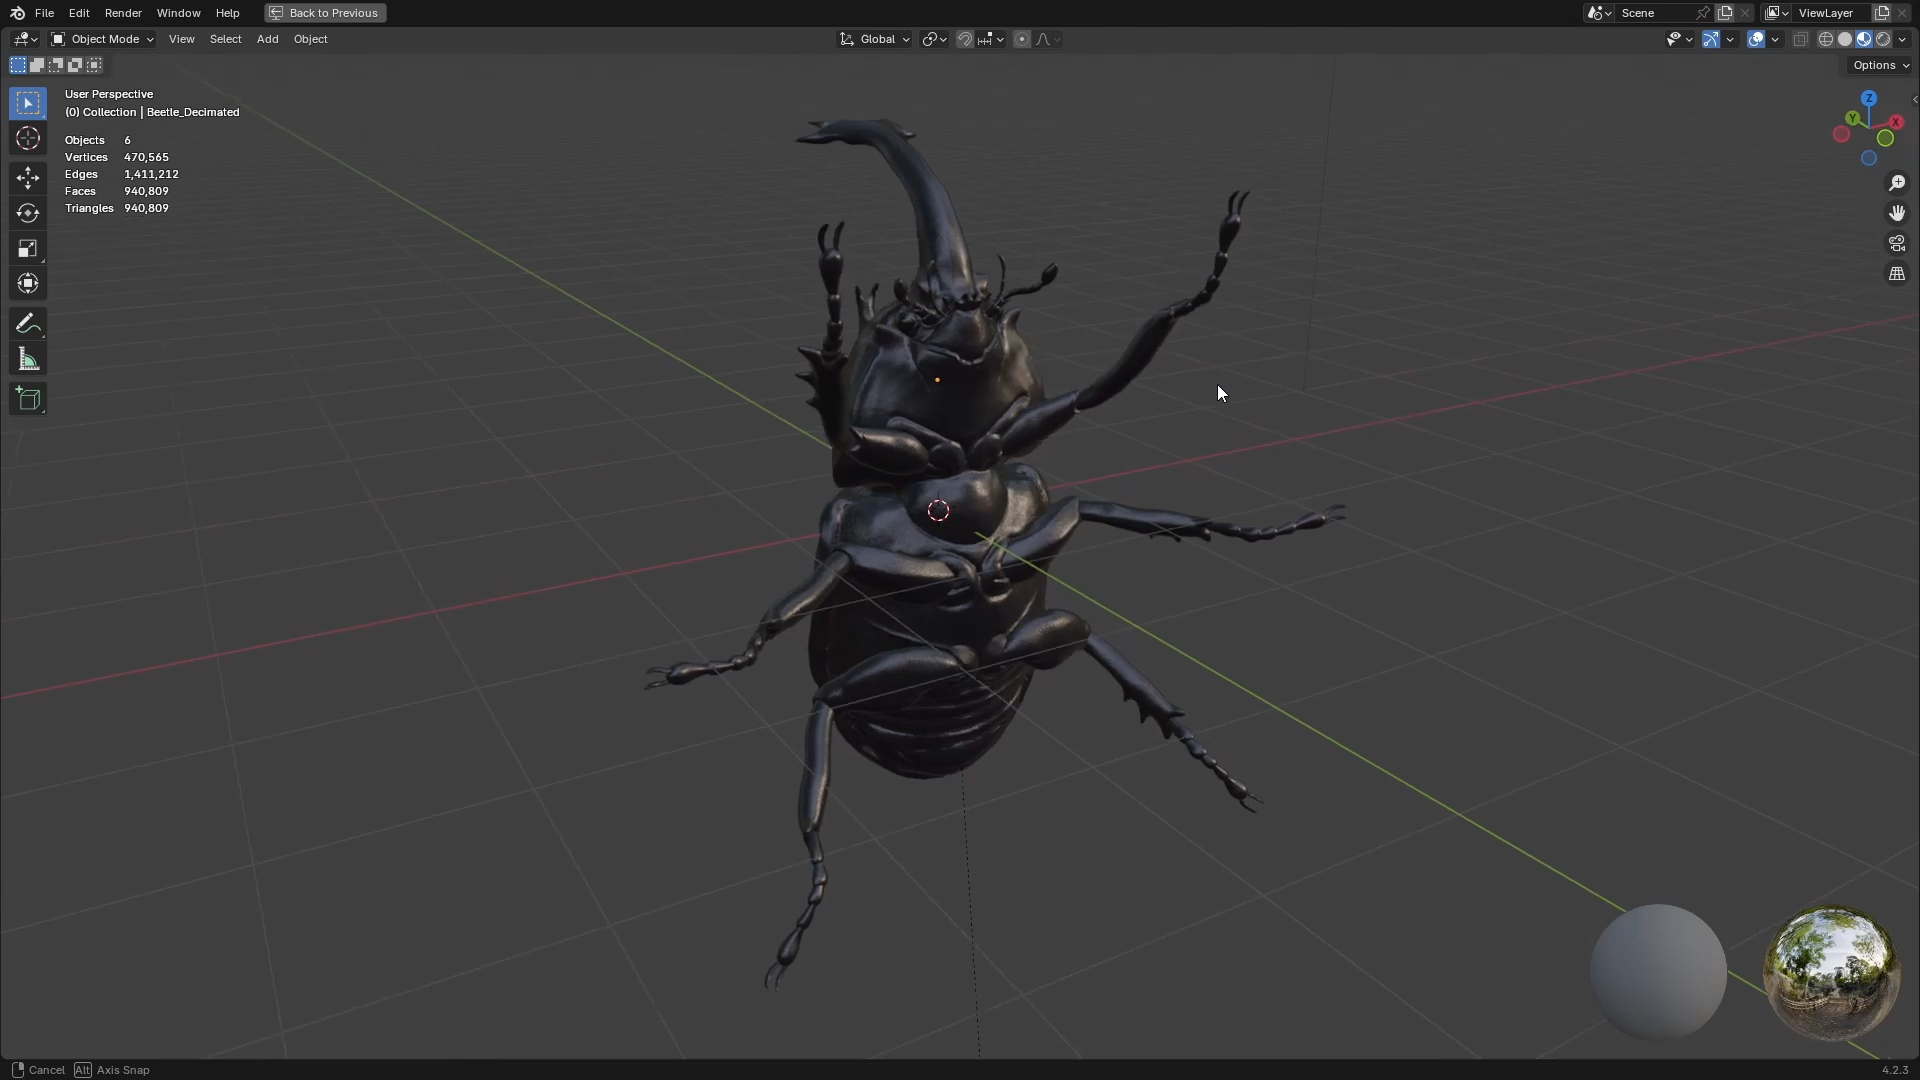 File Edit Render Window Help Back to Previous Scene ViewLayer
Object Mode View Select Add Object Global
Options
User Perspective
(0) Collection | Beetle_Decimated
Objects 6
Vertices 470,565
Edges 1,411,212
Faces 940,809
Triangles 940,809
Z
Y X
Cancel Alt Axis Snap 4.2.3